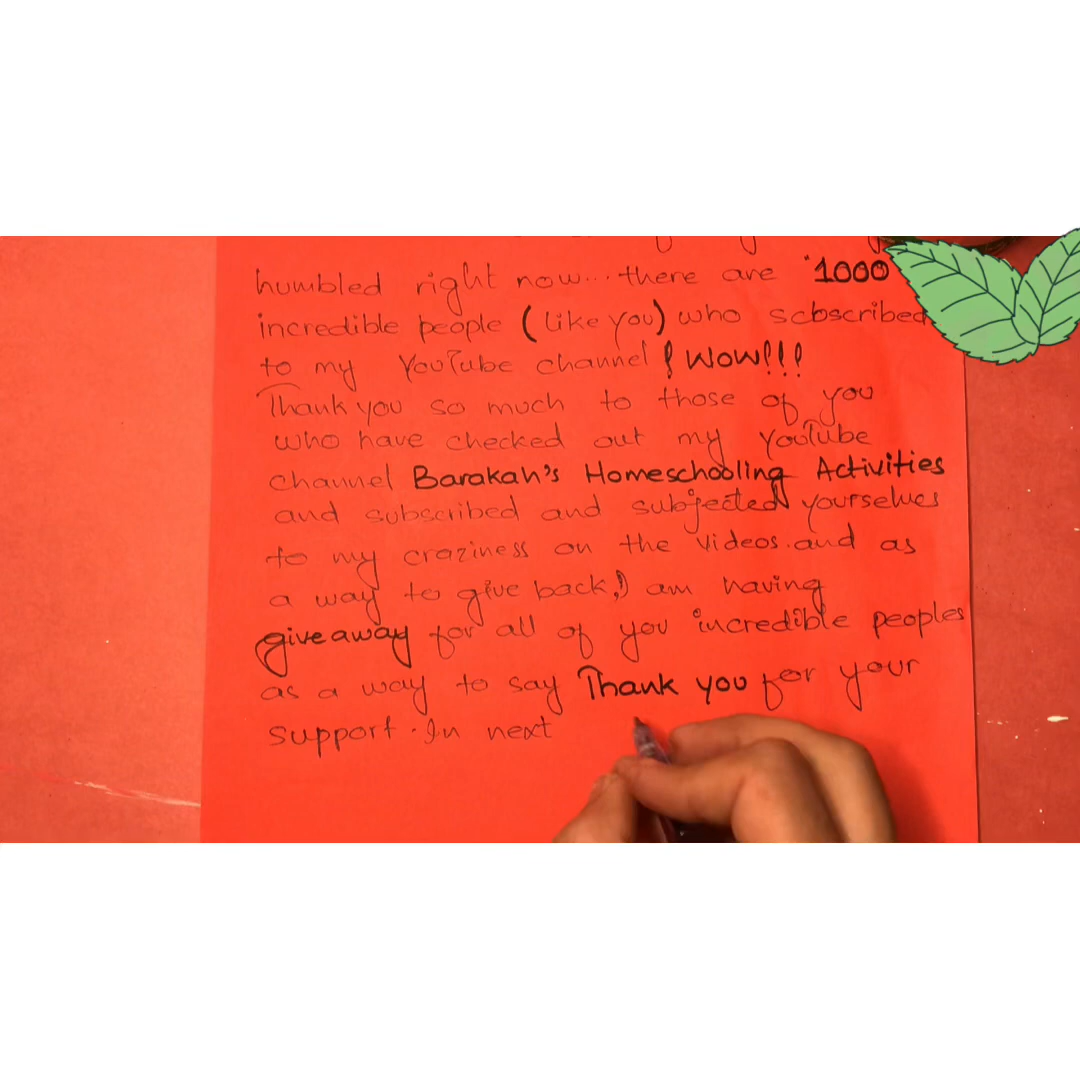 humbled right now... there are 1000
incredible people (like you) who scbscribed
to my YouTube channel! WOW!!!
Thank you so much to those of you
who have checked out my YouTube
channel Barakah's Homeschooling Activities
and subscribed and subjected yourselves
to my craziness on the videos.and as
a way to give back, I am having
giveaway for all of you incredible peoples
as a way to say Thank you for your
support. In next